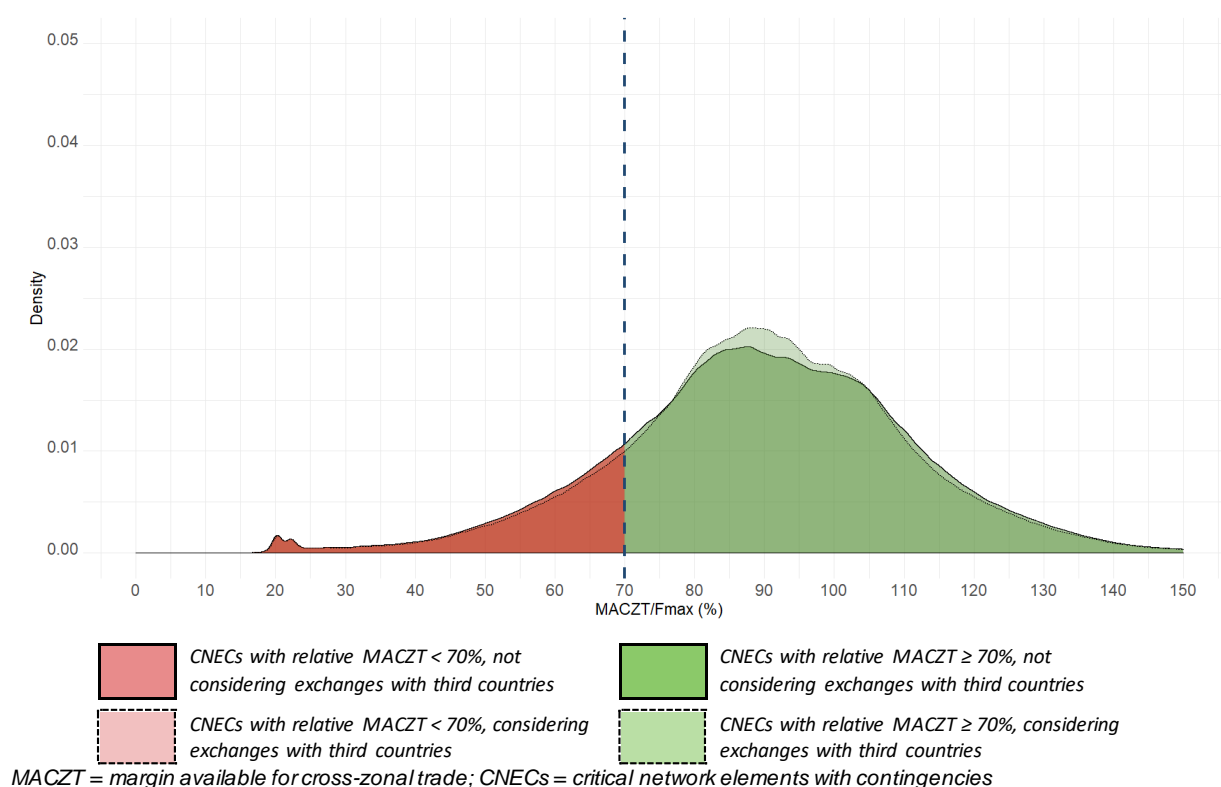 0.05
0.04
0.03
0.02
0.01
0.00
Density
0 10 20 30 40 50 60 70 80 90 100 110 120 130 140 150
MACZT/Fmax (%)
CNECs with relative MACZT < 70%, not
considering exchanges with third countries
CNECs with relative MACZT ≥ 70%, not
considering exchanges with third countries
CNECs with relative MACZT < 70%, considering
exchanges with third countries
CNECs with relative MACZT ≥ 70%, considering
exchanges with third countries
MACZT = margin available for cross-zonal trade; CNECs = critical network elements with contingencies